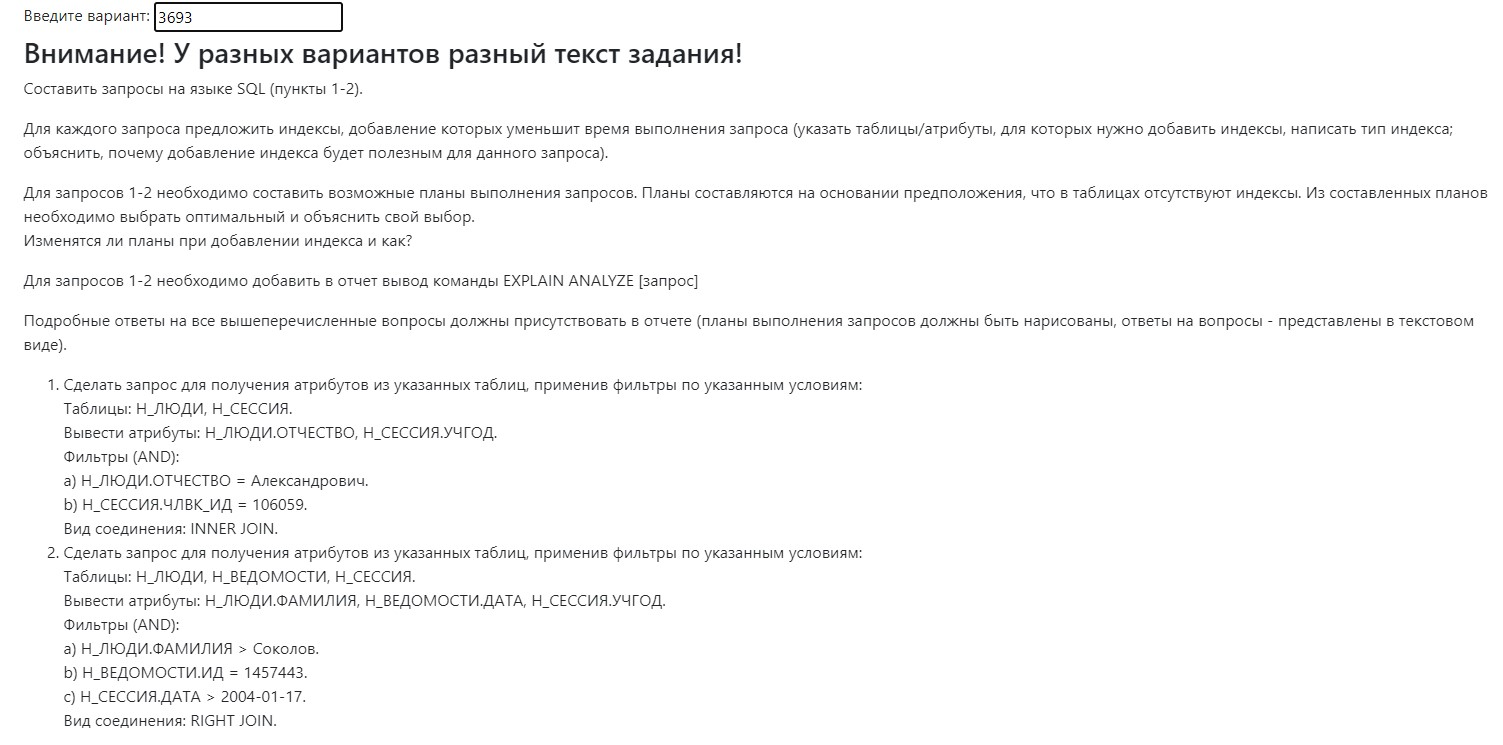 Введите вариант: 3693
Внимание! У разных вариантов разный текст задания!
Составить запросы на языке SQL (пункты 1-2).
Для каждого запроса предложить индексы, добавление которых уменьшит время выполнения запроса (указать таблицы/атрибуты, для которых нужно добавить индексы, написать тип индекса;
объяснить, почему добавление индекса будет полезным для данного запроса).
Для запросов 1-2 необходимо составить возможные планы выполнения запросов. Планы составляются на основании предположения, что в таблицах отсутствуют индексы. Из составленных планов
необходимо выбрать оптимальный и объяснить свой выбор.
Изменятся ли планы при добавлении индекса и как?
Для запросов 1-2 необходимо добавить в отчет вывод команды EXPLAIN ANALYZE [запрос]
Подробные ответы на все вышеперечисленные вопросы должны присутствовать в отчете (планы выполнения запросов должны быть нарисованы, ответы на вопросы - представлены в текстовом
виде).
1. Сделать запрос для получения атрибутов из указанных таблиц, применив фильтры по указанным условиям:
Таблицы: Н_ЛЮДИ, Н_СЕССИЯ.
Вывести атрибуты: Н_ЛЮДИ.ОТЧЕСТВО, Н_СЕССИЯ.УЧГОД.
Фильтры (AND):
a) Н_ЛЮДИ.ОТЧЕСТВО = Александрович.
b) Н_СЕССИЯ.ЧЛВК_ИД = 106059.
Вид соединения: INNER JOIN.
2. Сделать запрос для получения атрибутов из указанных таблиц, применив фильтры по указанным условиям:
Таблицы: Н_ЛЮДИ, Н_ВЕДОМОСТИ, Н_СЕССИЯ.
Вывести атрибуты: Н_ЛЮДИ.ФАМИЛИЯ, Н_ВЕДОМОСТИ.ДАТА, Н_СЕССИЯ.УЧГОД.
Фильтры (AND):
a) Н_ЛЮДИ.ФАМИЛИЯ > Соколов.
b) Н_ВЕДОМОСТИ.ИД = 1457443.
c) Н_СЕССИЯ.ДАТА > 2004-01-17.
Вид соединения: RIGHT JOIN.